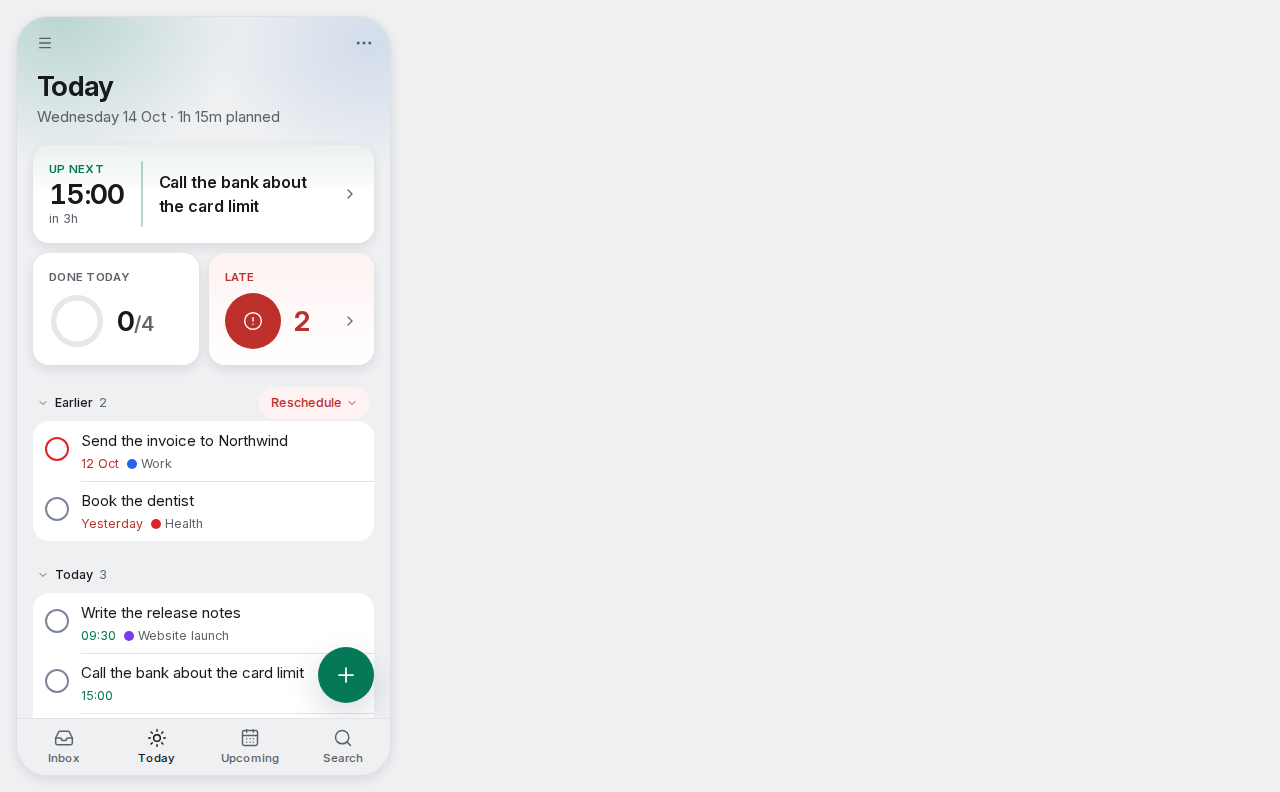 Today
Wednesday 14 Oct · 1h 15m planned
UP NEXT
15:00
in 3h
Call the bank about
the card limit
DONE TODAY
0/4
LATE
2
Earlier 2
Reschedule
Send the invoice to Northwind
12 Oct Work
Book the dentist
Yesterday Health
Today 3
Write the release notes
09:30 Website launch
Call the bank about the card limit
15:00
Inbox
Today
Upcoming
Search